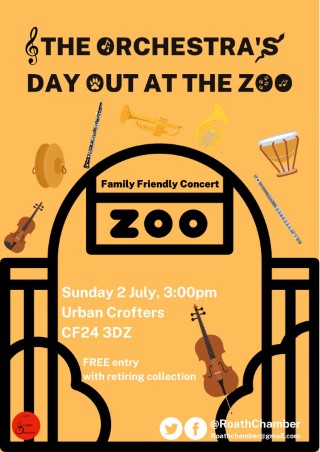 THE ORCHESTRA'S
DAY OUT AT THE ZOO
Family Friendly Concert
ZOO
Sunday 2 July, 3:00pm
Urban Crofters
CF24 3DZ
FREE entry
with retiring collection
@RoathChamber
Roathchamber@gmail.com